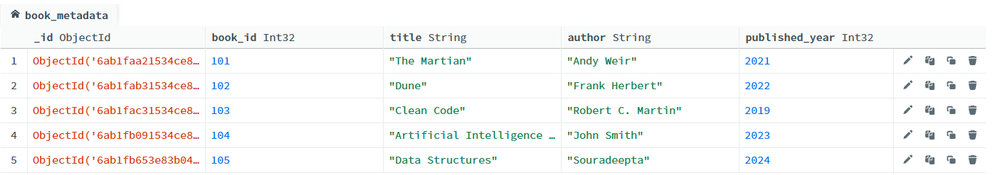 book_metadata
_id ObjectId book_id Int32 title String author String published_year Int32
1 ObjectId('6ab1faa21534ce8… 101 "The Martian" "Andy Weir" 2021
2 ObjectId('6ab1fab31534ce8… 102 "Dune" "Frank Herbert" 2022
3 ObjectId('6ab1fac31534ce8… 103 "Clean Code" "Robert C. Martin" 2019
4 ObjectId('6ab1fb091534ce8… 104 "Artificial Intelligence … "John Smith" 2023
5 ObjectId('6ab1fb653e83b04… 105 "Data Structures" "Souradeepta" 2024